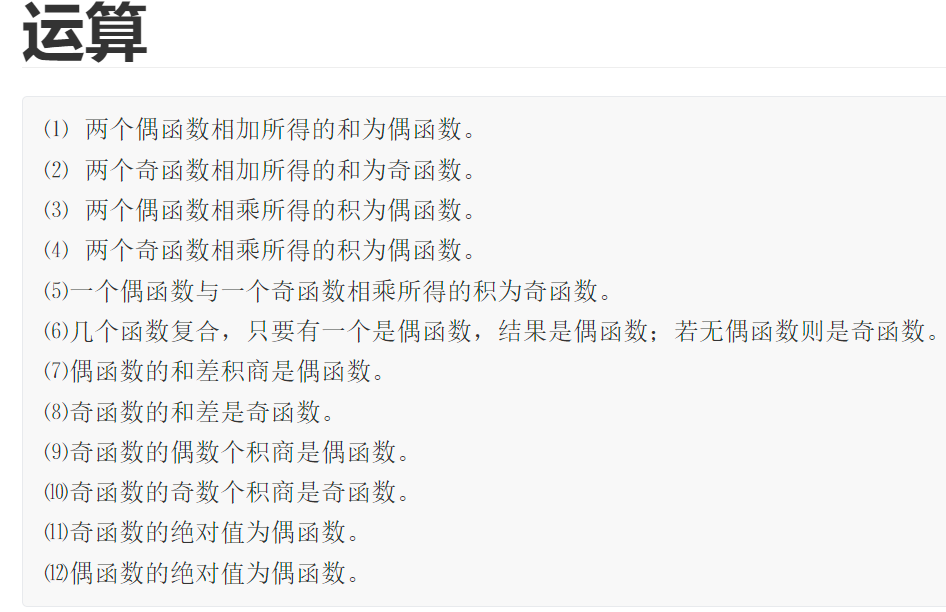 运算
⑴ 两个偶函数相加所得的和为偶函数。
⑵ 两个奇函数相加所得的和为奇函数。
⑶ 两个偶函数相乘所得的积为偶函数。
⑷ 两个奇函数相乘所得的积为偶函数。
⑸一个偶函数与一个奇函数相乘所得的积为奇函数。
⑹几个函数复合，只要有一个是偶函数，结果是偶函数；若无偶函数则是奇函数。
⑺偶函数的和差积商是偶函数。
⑻奇函数的和差是奇函数。
⑼奇函数的偶数个积商是偶函数。
⑽奇函数的奇数个积商是奇函数。
⑾奇函数的绝对值为偶函数。
⑿偶函数的绝对值为偶函数。